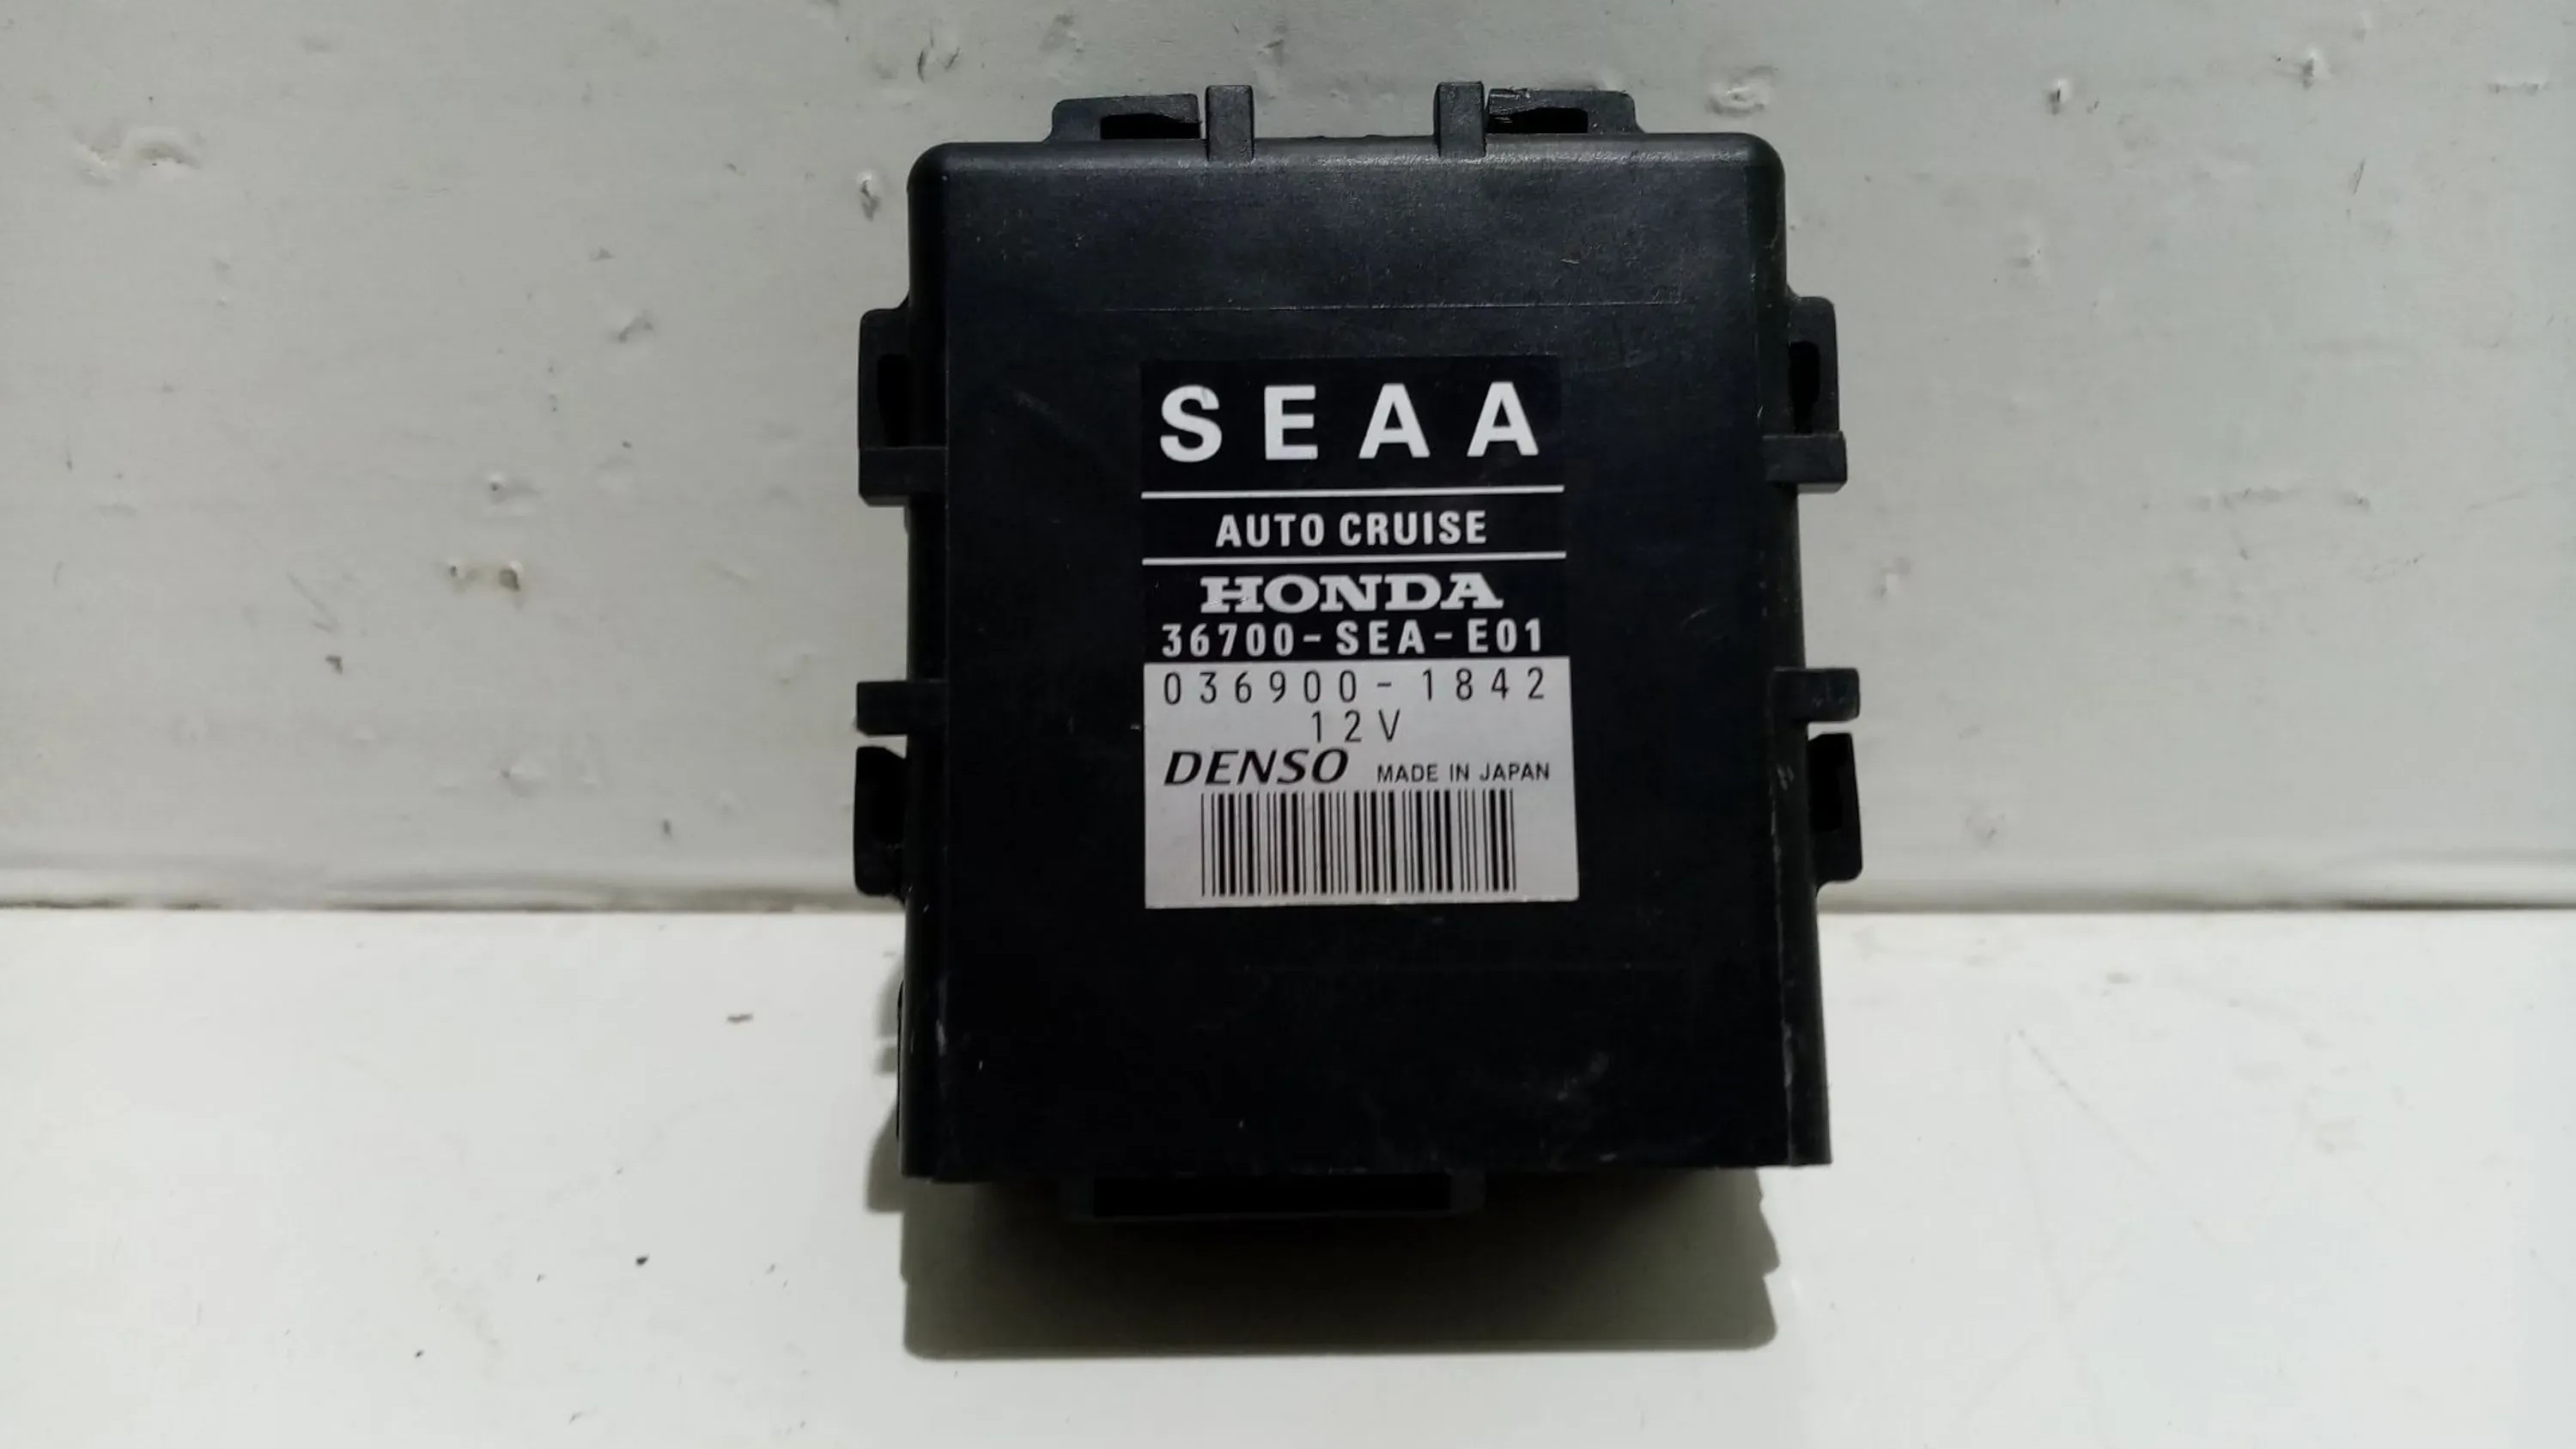 SEAA
AUTO CRUISE
HONDA
36700-SEA-E01
036900-1842
12V
DENSO MADE IN JAPAN